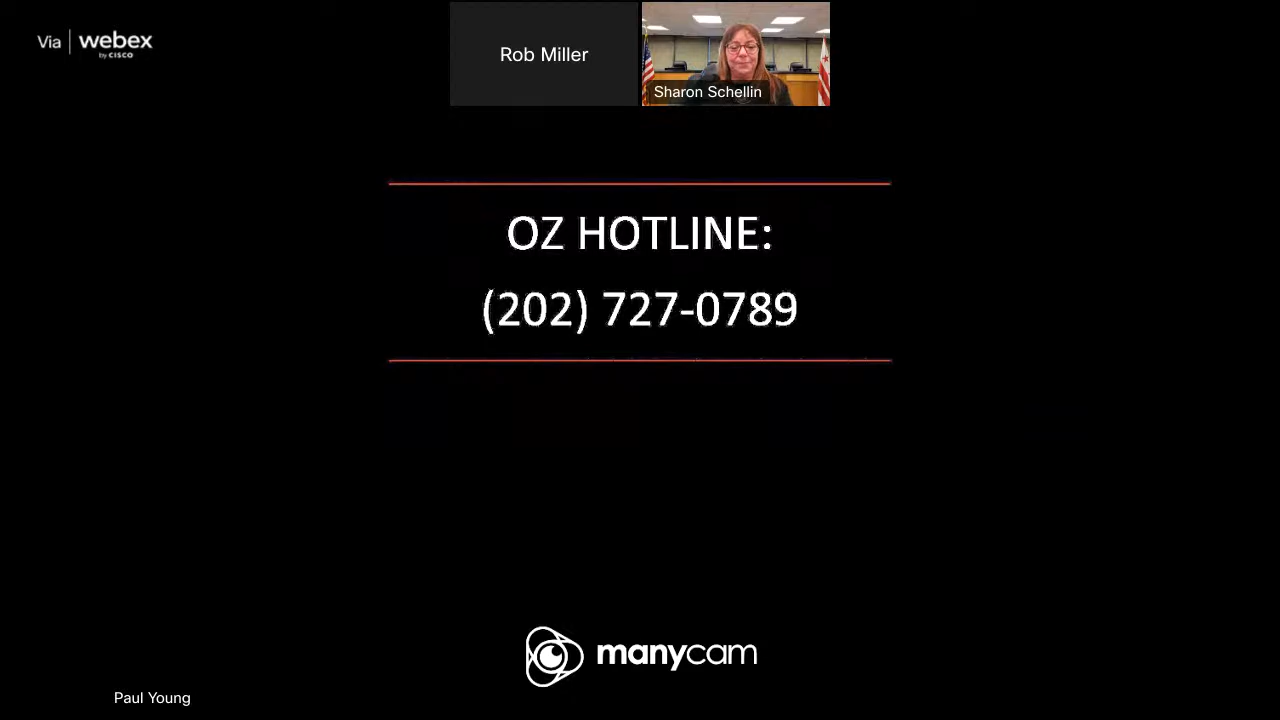 Via webex
by CISCO
Rob Miller
Sharon Schellin
OZ HOTLINE:
(202) 727-0789
manycam
Paul Young